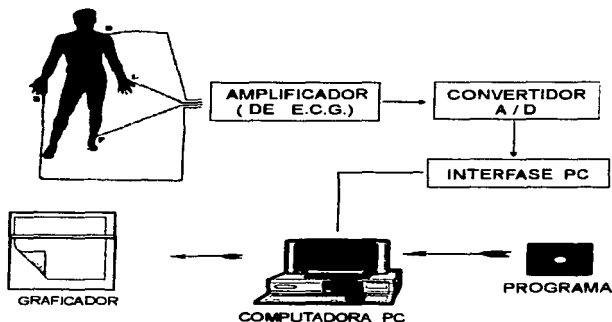 AMPLIFICADOR
( DE E.C.G.)
CONVERTIDOR
A / D
INTERFASE PC
GRAFICADOR
COMPUTADORA PC
PROGRAMA